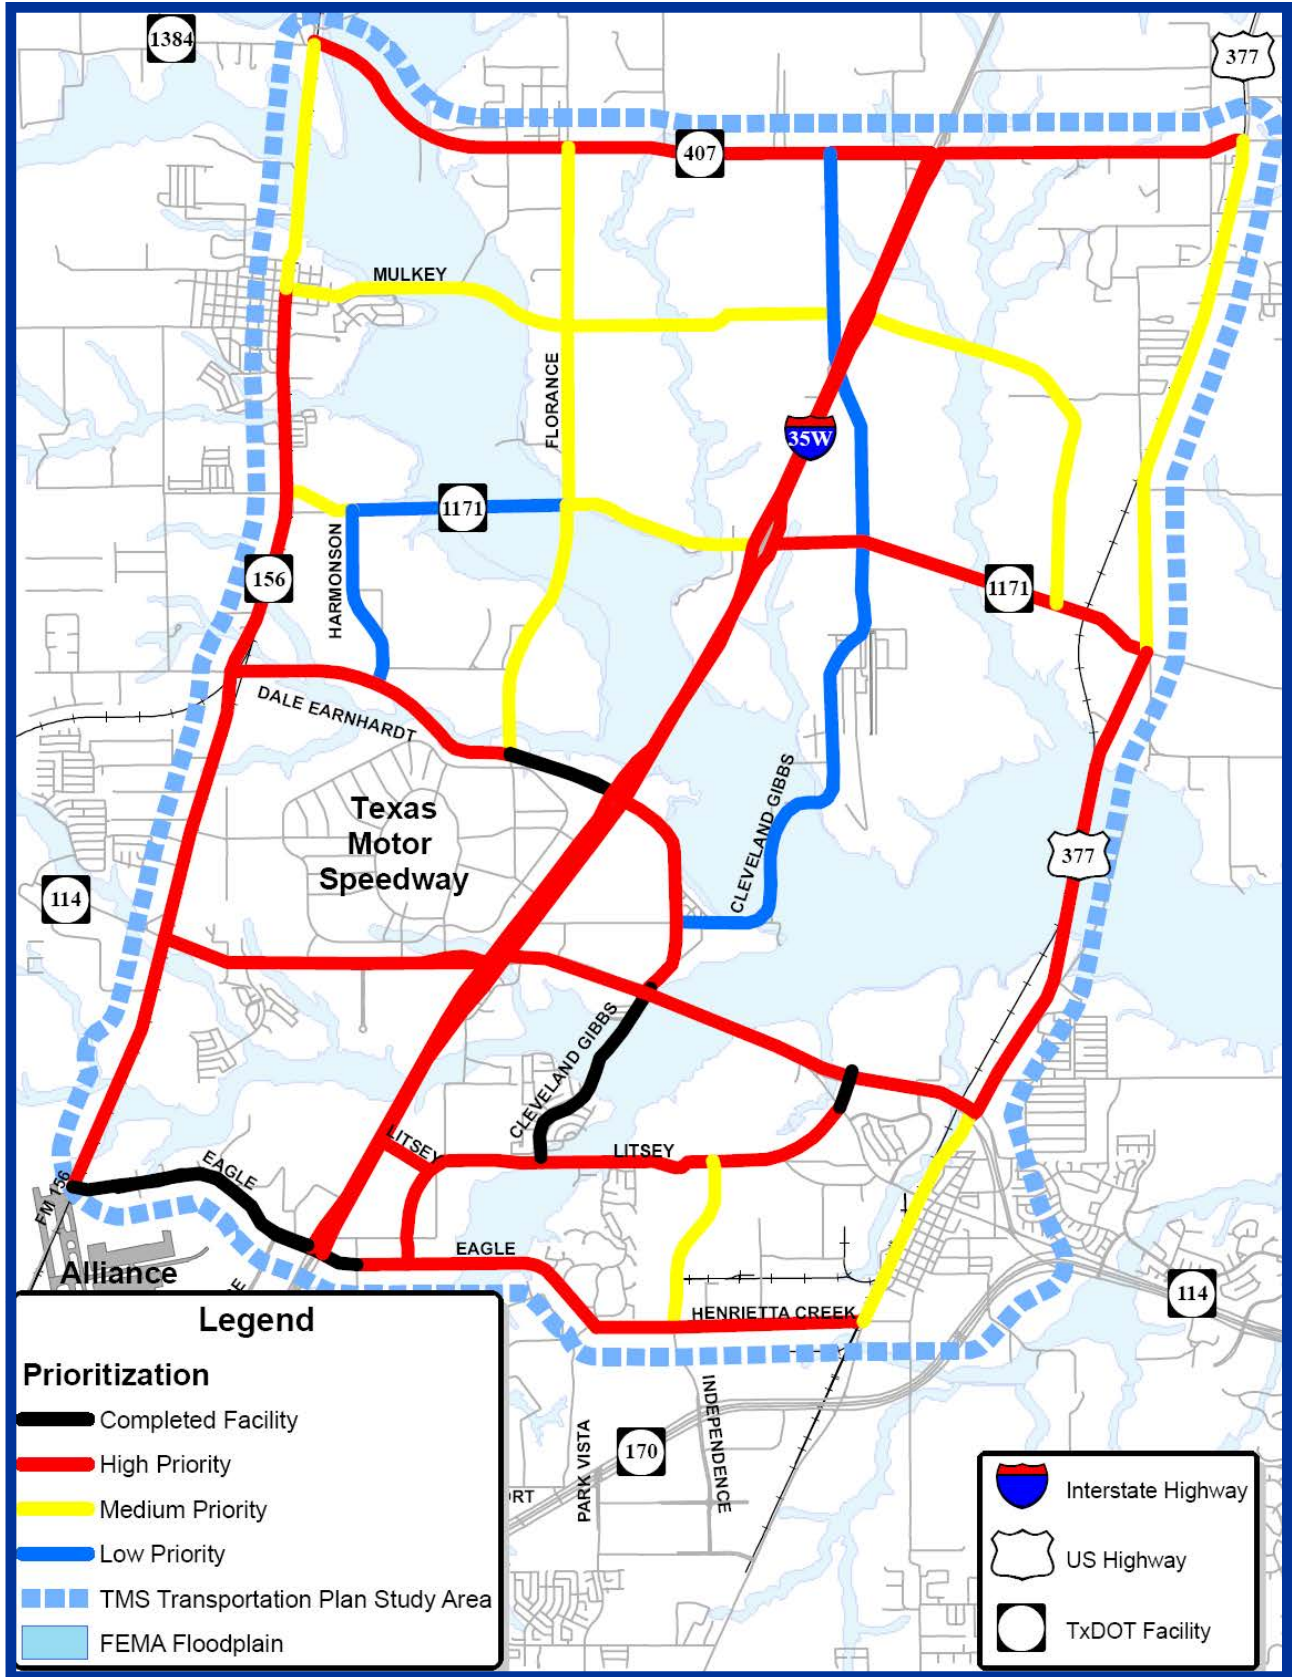 1384
377
407
MULKEY
FLORANCE
35W
1171
HARMONSON
156
1171
DALE EARNHARDT
Texas
Motor
Speedway
CLEVELAND GIBBS
377
114
CLEVELAND GIBBS
LITSEY
LITSEY
EAGLE
FM 156
EAGLE
Alliance
E
HENRIETTA CREEK
114
INDEPENDENCE
PARK VISTA
170
ORT
Legend
Prioritization
Completed Facility
High Priority
Medium Priority
Low Priority
TMS Transportation Plan Study Area
FEMA Floodplain
Interstate Highway
US Highway
TxDOT Facility